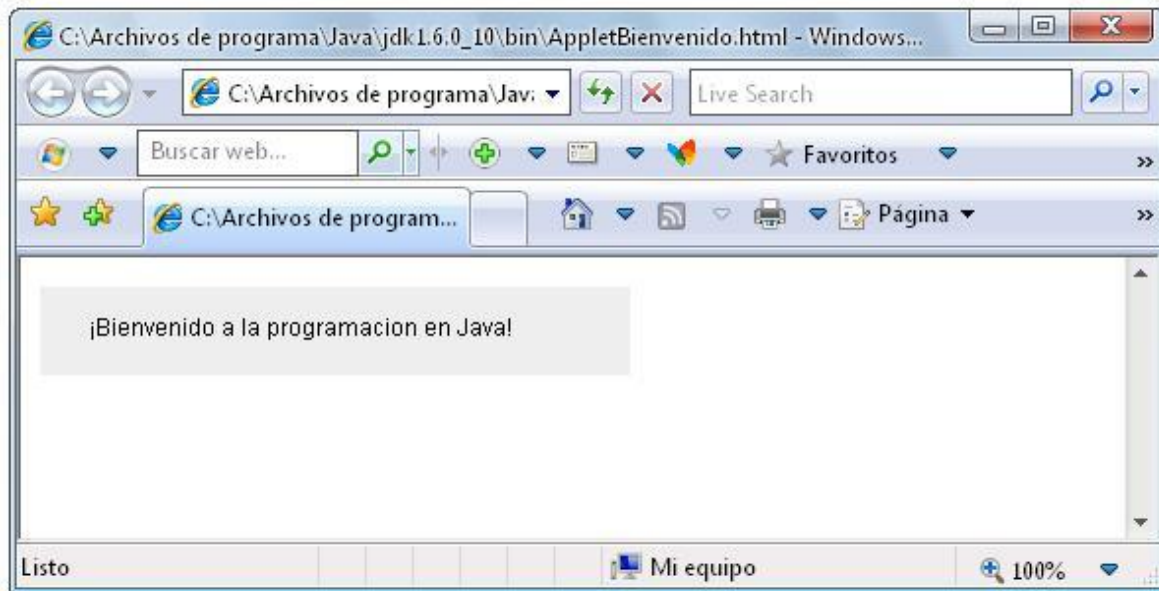 C:\Archivos de programa\Java\jdk1.6.0_10\bin\AppletBienvenido.html - Windows...
C:\Archivos de programa\Jav:
Live Search
Buscar web...
Favoritos
C:\Archivos de program...
Página
¡Bienvenido a la programacion en Java!
Listo
Mi equipo
100%